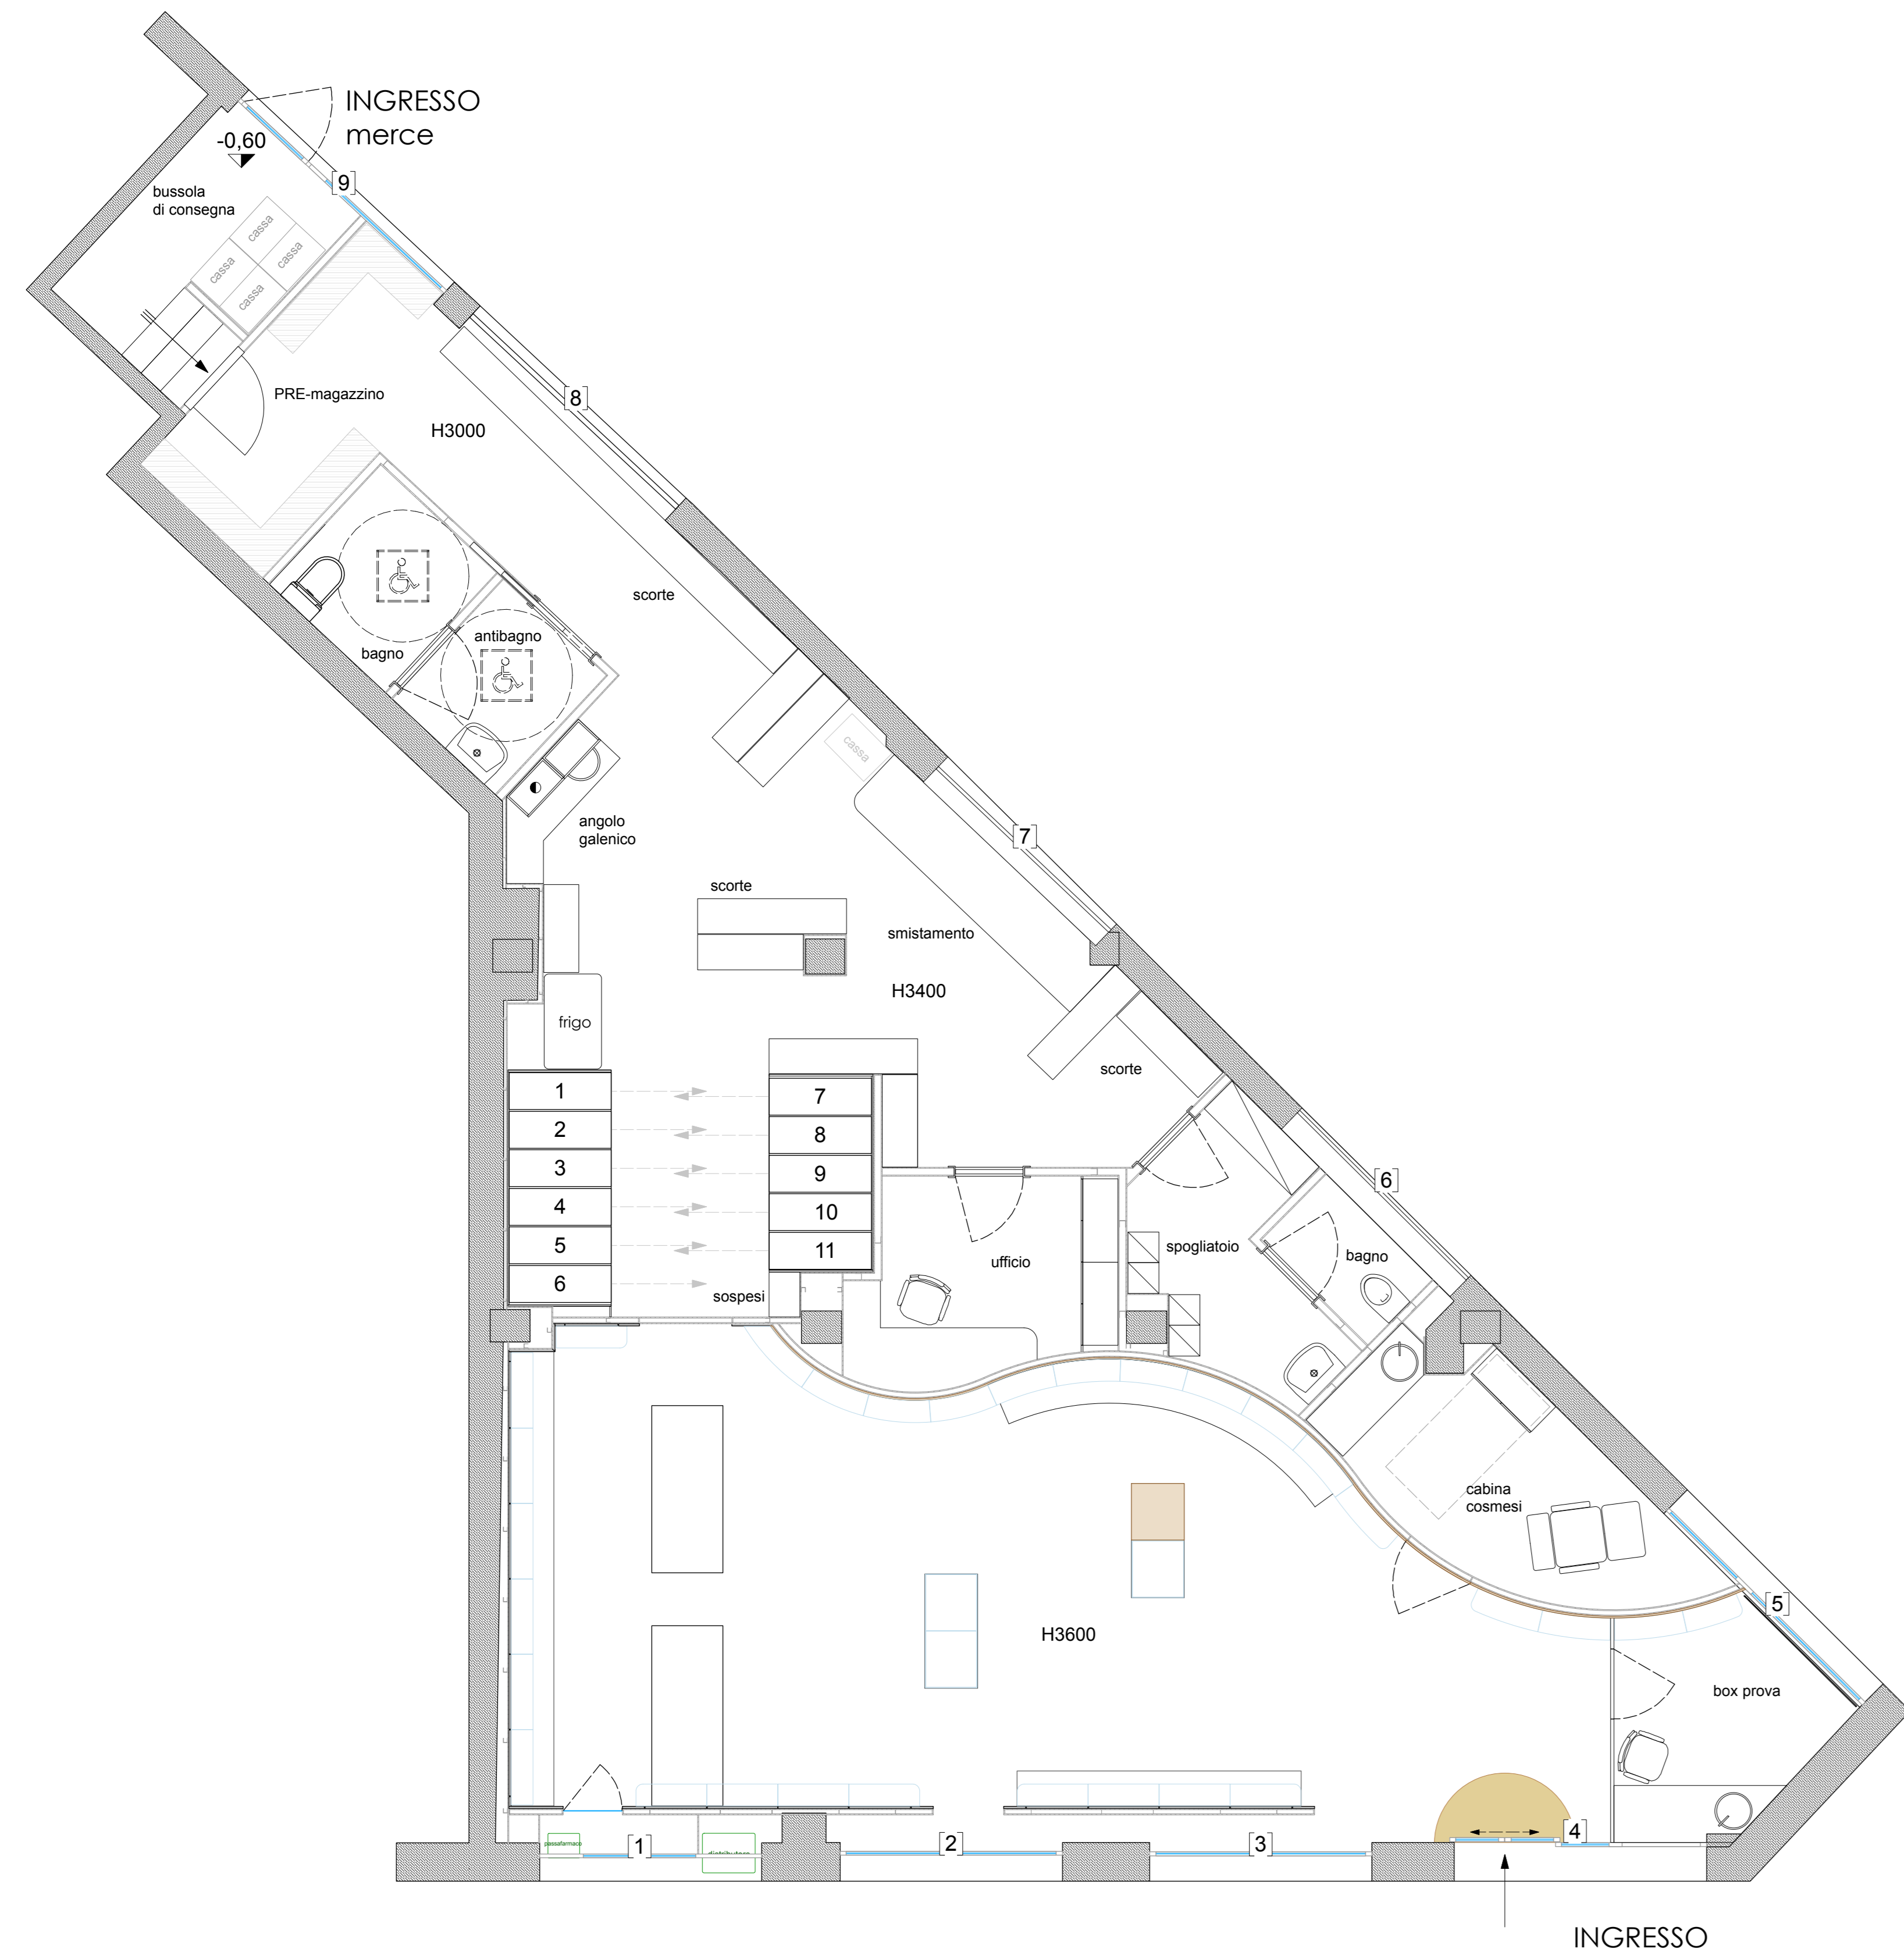 INGRESSO
merce
-0,60
[9]
bussola
di consegna
cassa
cassa
cassa
cassa
PRE-magazzino
[8]
H3000
scorte
antibagno
bagno
cassa
angolo
galenico
[7]
scorte
smistamento
H3400
frigo
scorte
1
2
3
4
5
6
7
8
9
10
11
[6]
spogliatoio
bagno
ufficio
sospesi
cabina
cosmesi
[5]
H3600
box prova
passafarmaco
[1]
distributore
[2]
[3]
[4]
INGRESSO